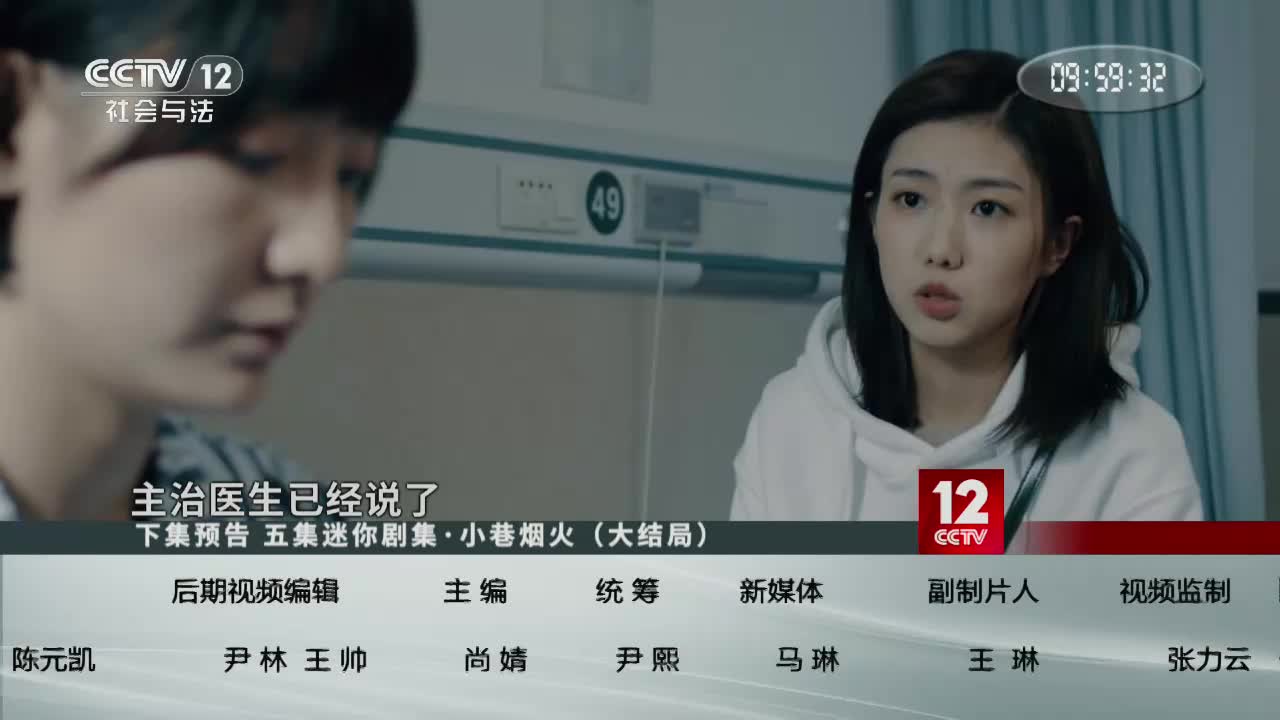 CCTV 12
社会与法
09:59:32
49
主治医生已经说了
下集预告 五集迷你剧集·小巷烟火（大结局）
12
CCTV
后期视频编辑 主编 统筹 新媒体 副制片人 视频监制
陈元凯 尹林 王帅 尚婧 尹熙 马琳 王琳 张力云